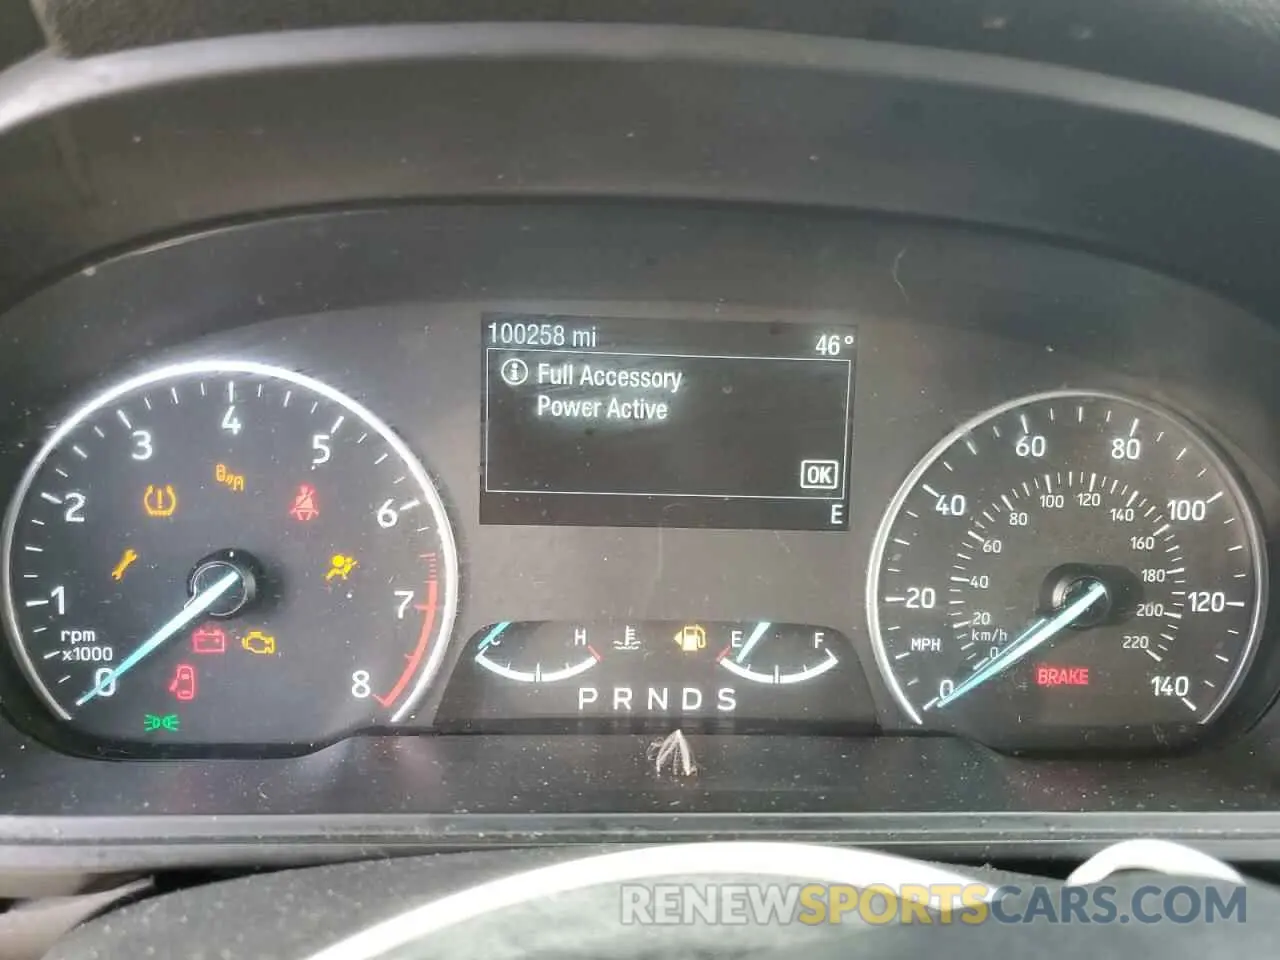 100258 mi
46°
Full Accessory
Power Active
OK
E
0 1 2 3 4 5 6 7 8
rpm
x1000
C H
E F
PRNDS
0 20 40 60 80 100 120 140
MPH
0 20 40 60 80 100 120 140 160 180 200 220
km/h
BRAKE
RENEWSPORTSCARS.COM